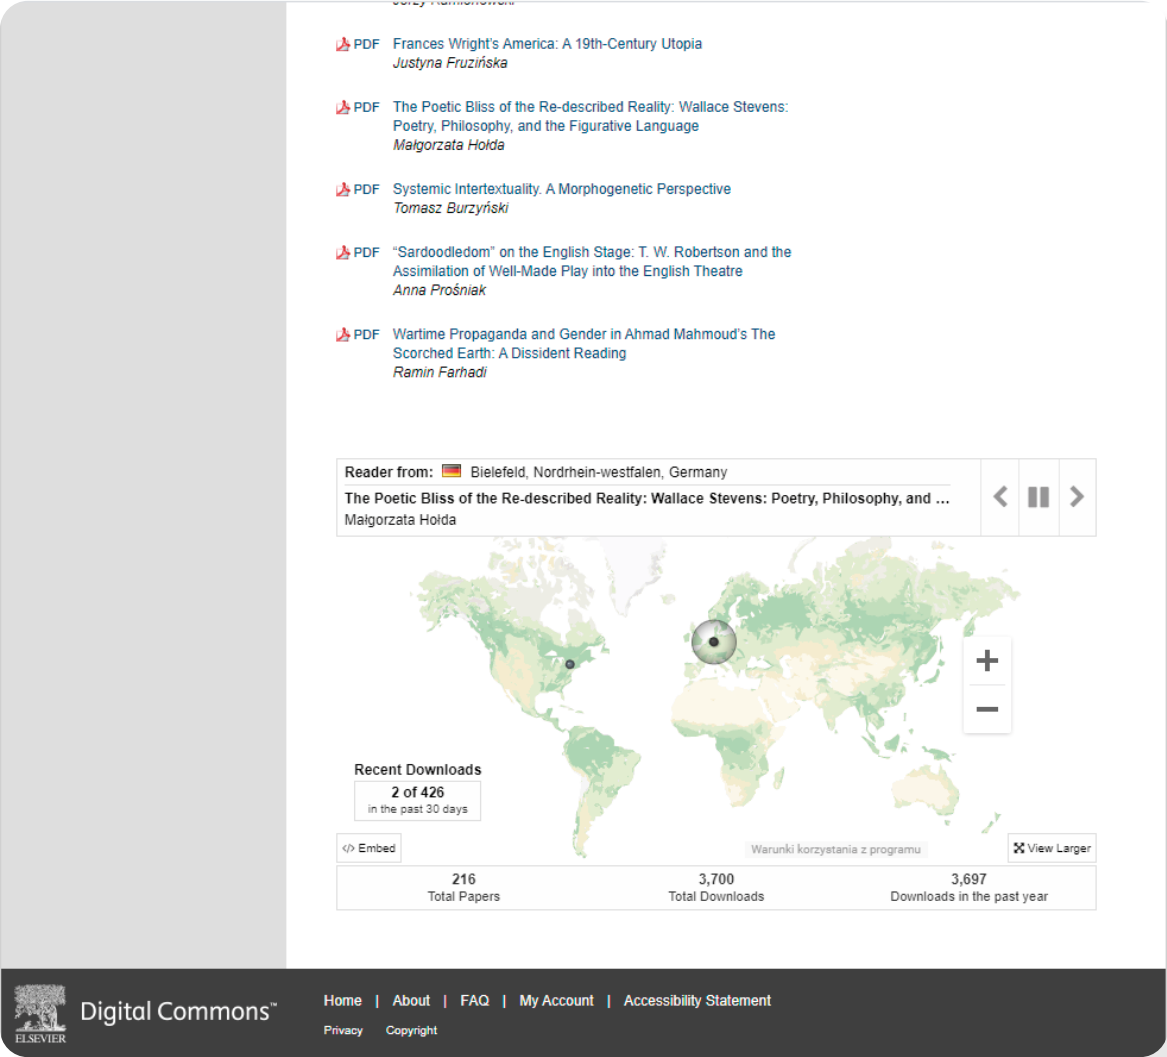 Jerzy Kamionowski
PDF Frances Wright’s America: A 19th-Century Utopia
Justyna Fruzińska
PDF The Poetic Bliss of the Re-described Reality: Wallace Stevens:
Poetry, Philosophy, and the Figurative Language
Małgorzata Hołda
PDF Systemic Intertextuality. A Morphogenetic Perspective
Tomasz Burzyński
PDF “Sardoodledom” on the English Stage: T. W. Robertson and the
Assimilation of Well-Made Play into the English Theatre
Anna Prośniak
PDF Wartime Propaganda and Gender in Ahmad Mahmoud’s The
Scorched Earth: A Dissident Reading
Ramin Farhadi
Reader from: Bielefeld, Nordrhein-westfalen, Germany
The Poetic Bliss of the Re-described Reality: Wallace Stevens: Poetry, Philosophy, and ...
Małgorzata Hołda
Recent Downloads
2 of 426
in the past 30 days
</> Embed
Warunki korzystania z programu
View Larger
216
Total Papers
3,700
Total Downloads
3,697
Downloads in the past year
ELSEVIER
Digital Commons™
Home | About | FAQ | My Account | Accessibility Statement
Privacy Copyright